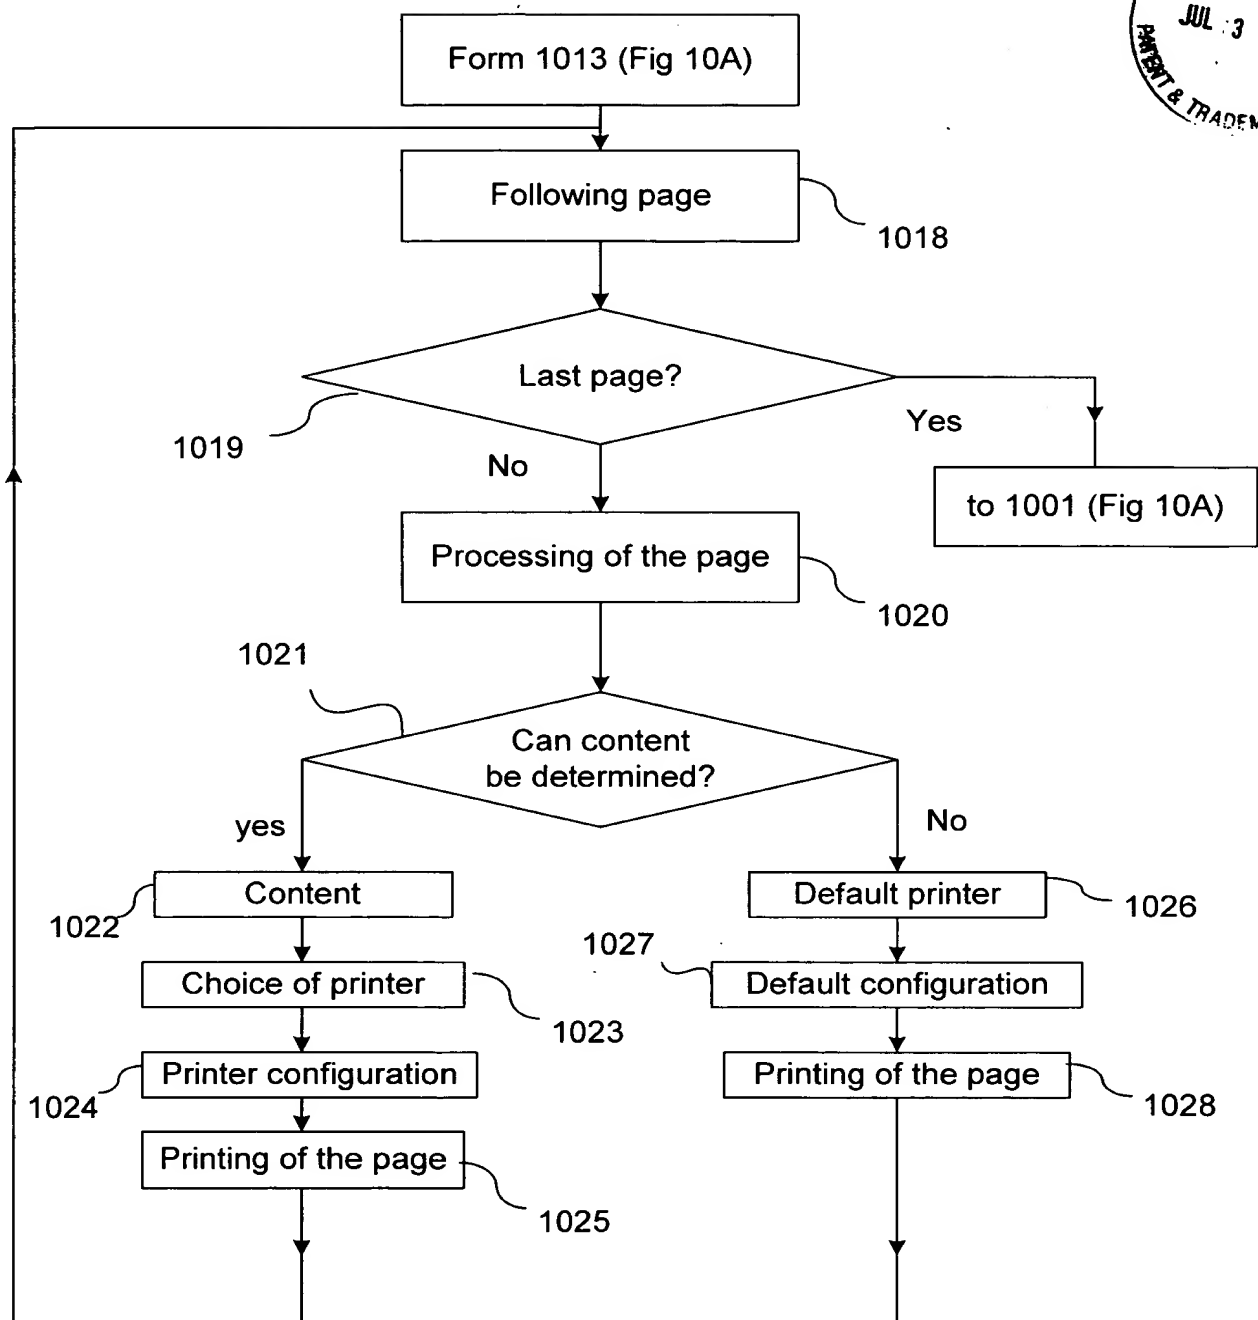 JUL 3
PATENT & TRADEM
Form 1013 (Fig 10A)
Following page
1018
Last page?
1019
Yes
No
to 1001 (Fig 10A)
Processing of the page
1020
1021
Can content
be determined?
yes
No
Content
1022
Default printer
1026
1027
Choice of printer
1023
Default configuration
Printer configuration
1024
Printing of the page
1028
Printing of the page
1025